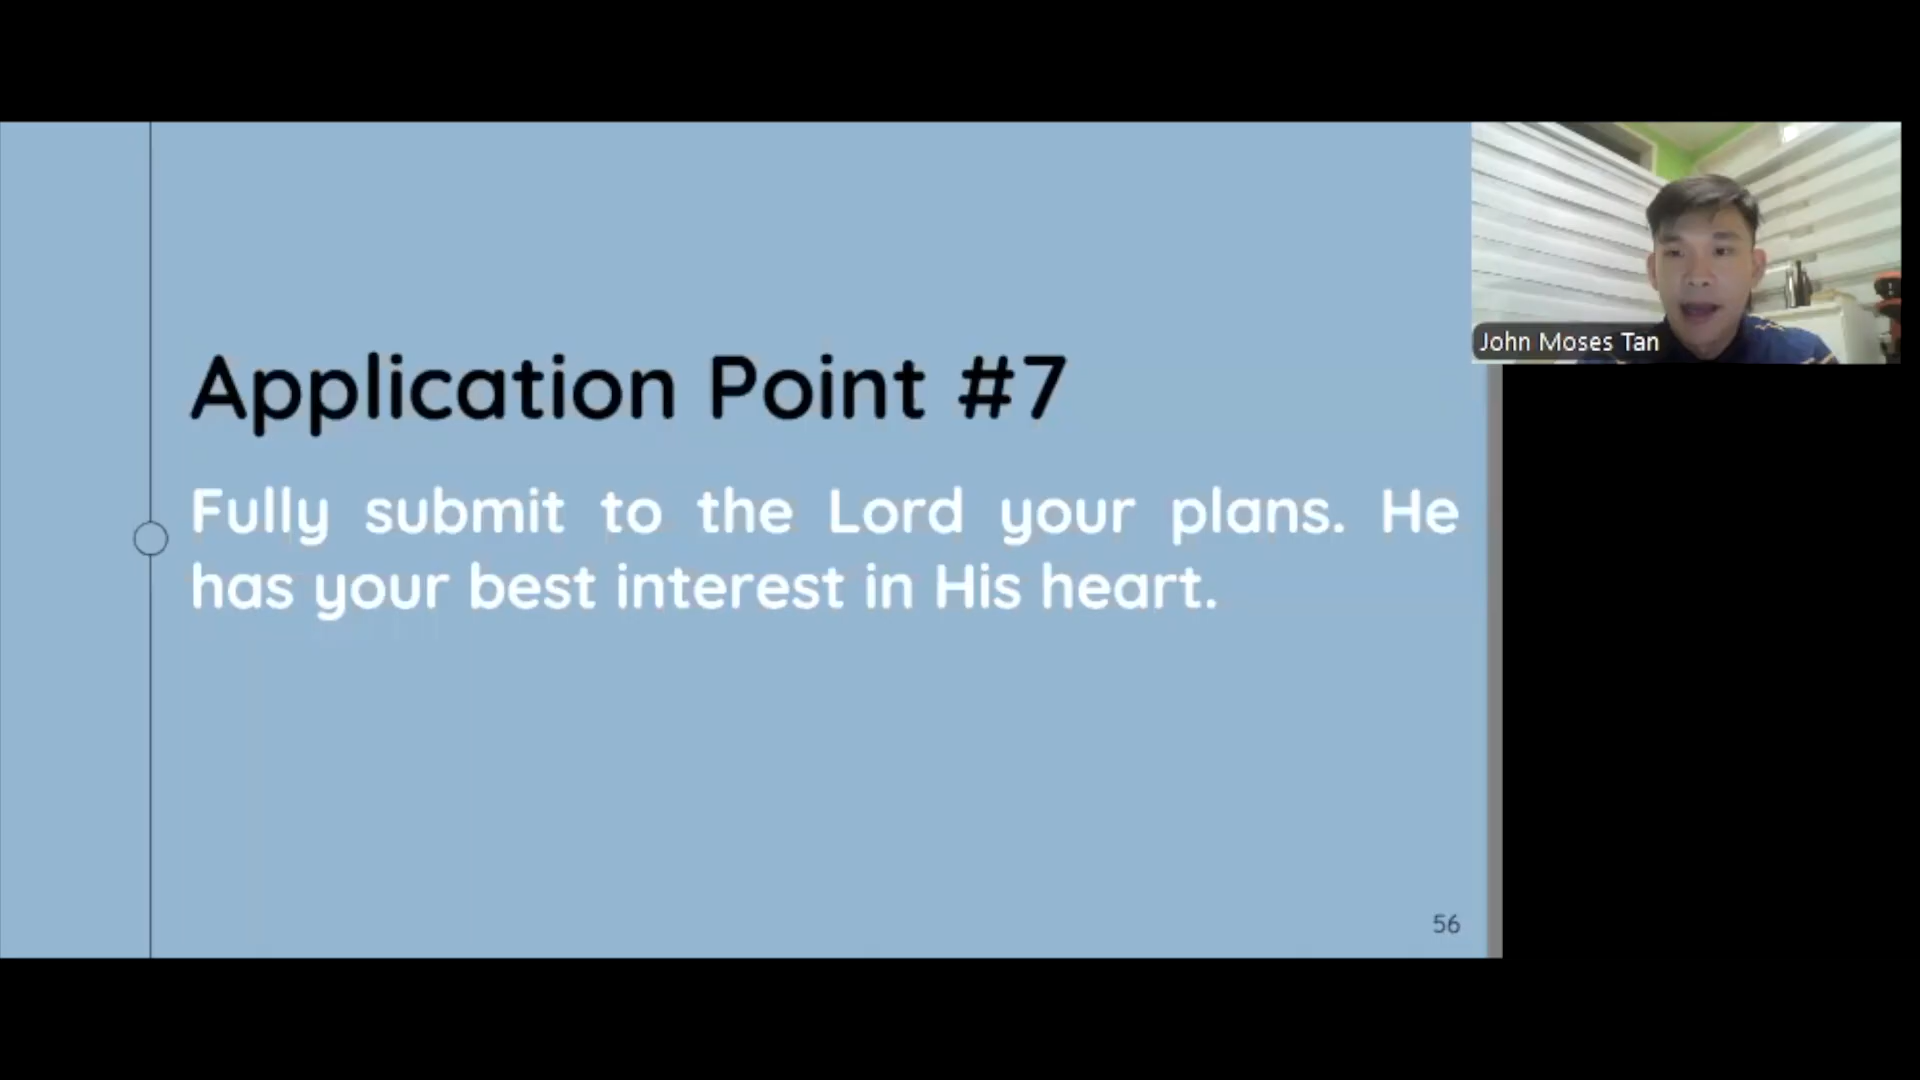 Application Point #7
Fully submit to the Lord your plans. He
has your best interest in His heart.
John Moses Tan
56